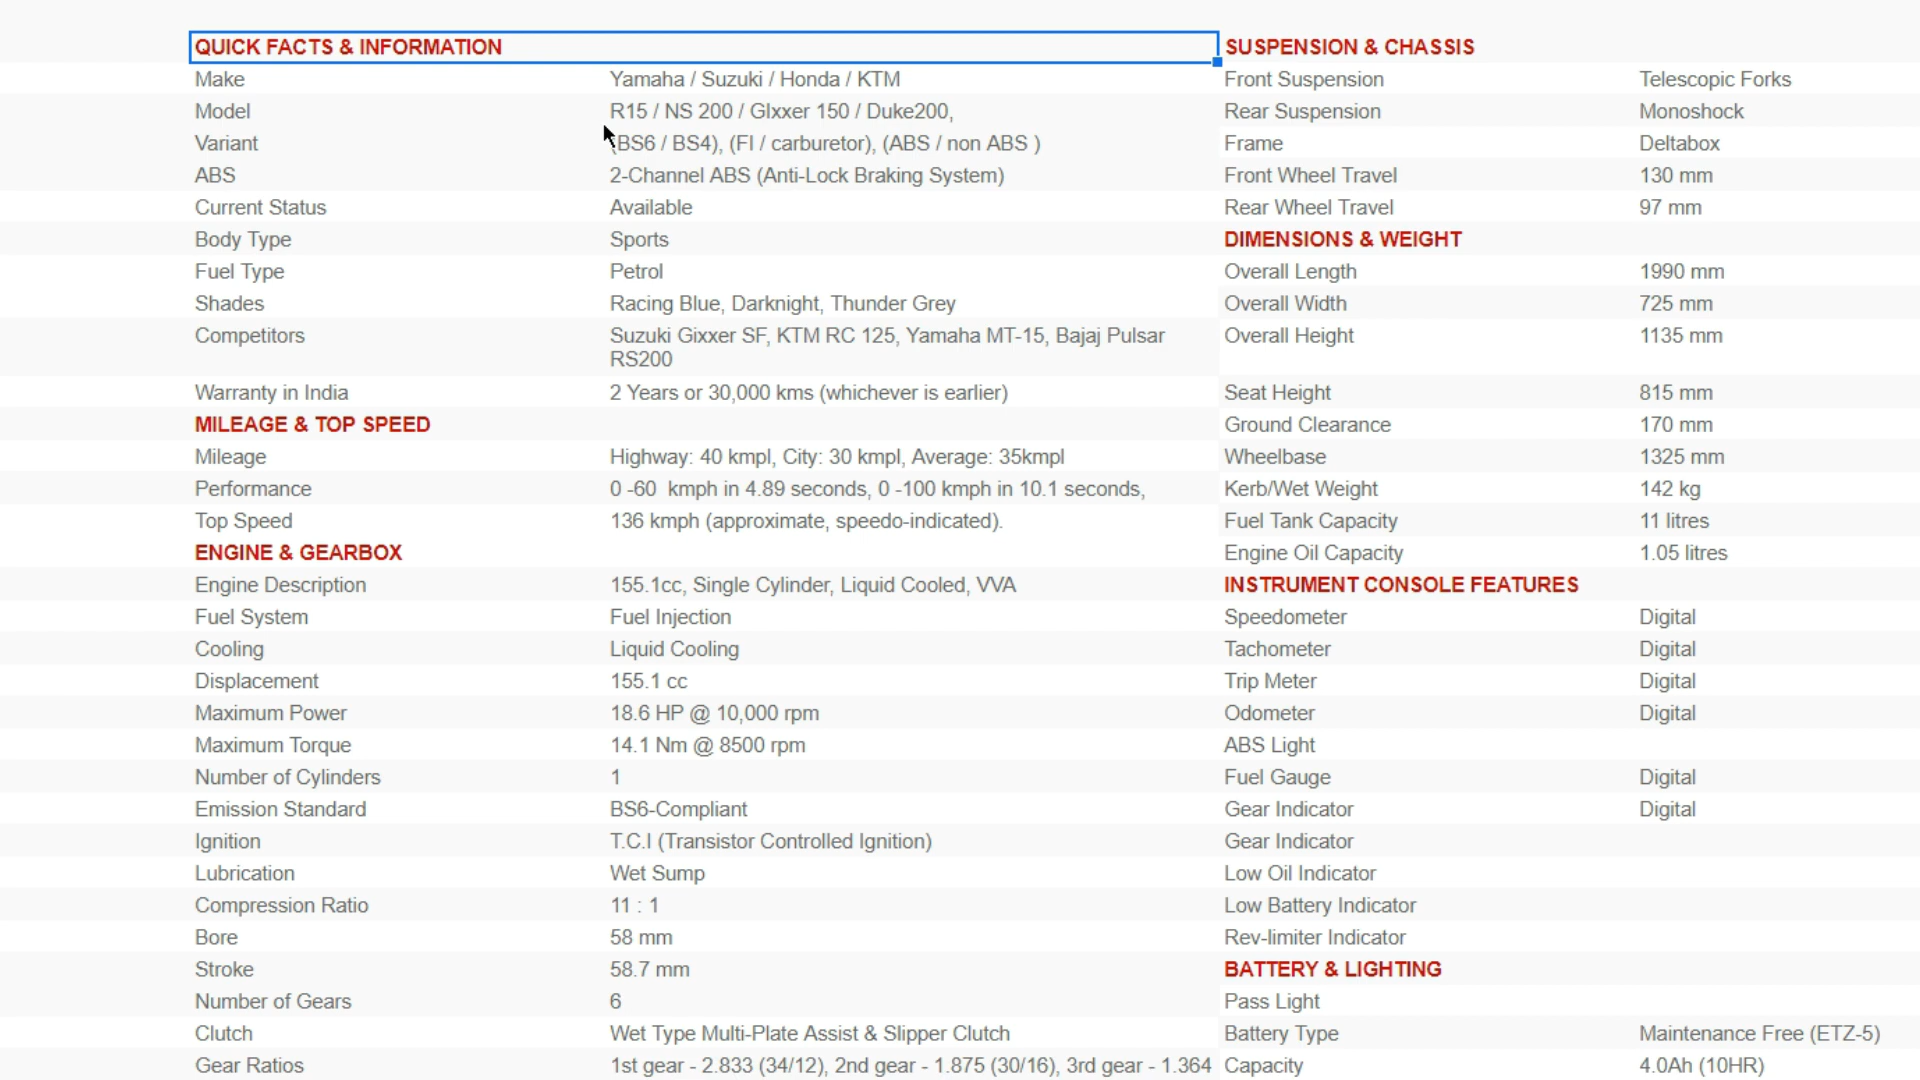 QUICK FACTS & INFORMATION
Make Yamaha / Suzuki / Honda / KTM
Model R15 / NS 200 / GIxxer 150 / Duke200,
Variant (BS6 / BS4), (FI / carburetor), (ABS / non ABS )
ABS 2-Channel ABS (Anti-Lock Braking System)
Current Status Available
Body Type Sports
Fuel Type Petrol
Shades Racing Blue, Darknight, Thunder Grey
Competitors Suzuki Gixxer SF, KTM RC 125, Yamaha MT-15, Bajaj Pulsar
RS200
Warranty in India 2 Years or 30,000 kms (whichever is earlier)
MILEAGE & TOP SPEED
Mileage Highway: 40 kmpl, City: 30 kmpl, Average: 35kmpl
Performance 0 -60  kmph in 4.89 seconds, 0 -100 kmph in 10.1 seconds,
Top Speed 136 kmph (approximate, speedo-indicated).
ENGINE & GEARBOX
Engine Description 155.1cc, Single Cylinder, Liquid Cooled, VVA
Fuel System Fuel Injection
Cooling Liquid Cooling
Displacement 155.1 cc
Maximum Power 18.6 HP @ 10,000 rpm
Maximum Torque 14.1 Nm @ 8500 rpm
Number of Cylinders 1
Emission Standard BS6-Compliant
Ignition T.C.I (Transistor Controlled Ignition)
Lubrication Wet Sump
Compression Ratio 11 : 1
Bore 58 mm
Stroke 58.7 mm
Number of Gears 6
Clutch Wet Type Multi-Plate Assist & Slipper Clutch
Gear Ratios 1st gear - 2.833 (34/12), 2nd gear - 1.875 (30/16), 3rd gear - 1.364
SUSPENSION & CHASSIS
Front Suspension Telescopic Forks
Rear Suspension Monoshock
Frame Deltabox
Front Wheel Travel 130 mm
Rear Wheel Travel 97 mm
DIMENSIONS & WEIGHT
Overall Length 1990 mm
Overall Width 725 mm
Overall Height 1135 mm
Seat Height 815 mm
Ground Clearance 170 mm
Wheelbase 1325 mm
Kerb/Wet Weight 142 kg
Fuel Tank Capacity 11 litres
Engine Oil Capacity 1.05 litres
INSTRUMENT CONSOLE FEATURES
Speedometer Digital
Tachometer Digital
Trip Meter Digital
Odometer Digital
ABS Light
Fuel Gauge Digital
Gear Indicator Digital
Gear Indicator
Low Oil Indicator
Low Battery Indicator
Rev-limiter Indicator
BATTERY & LIGHTING
Pass Light
Battery Type Maintenance Free (ETZ-5)
Capacity 4.0Ah (10HR)